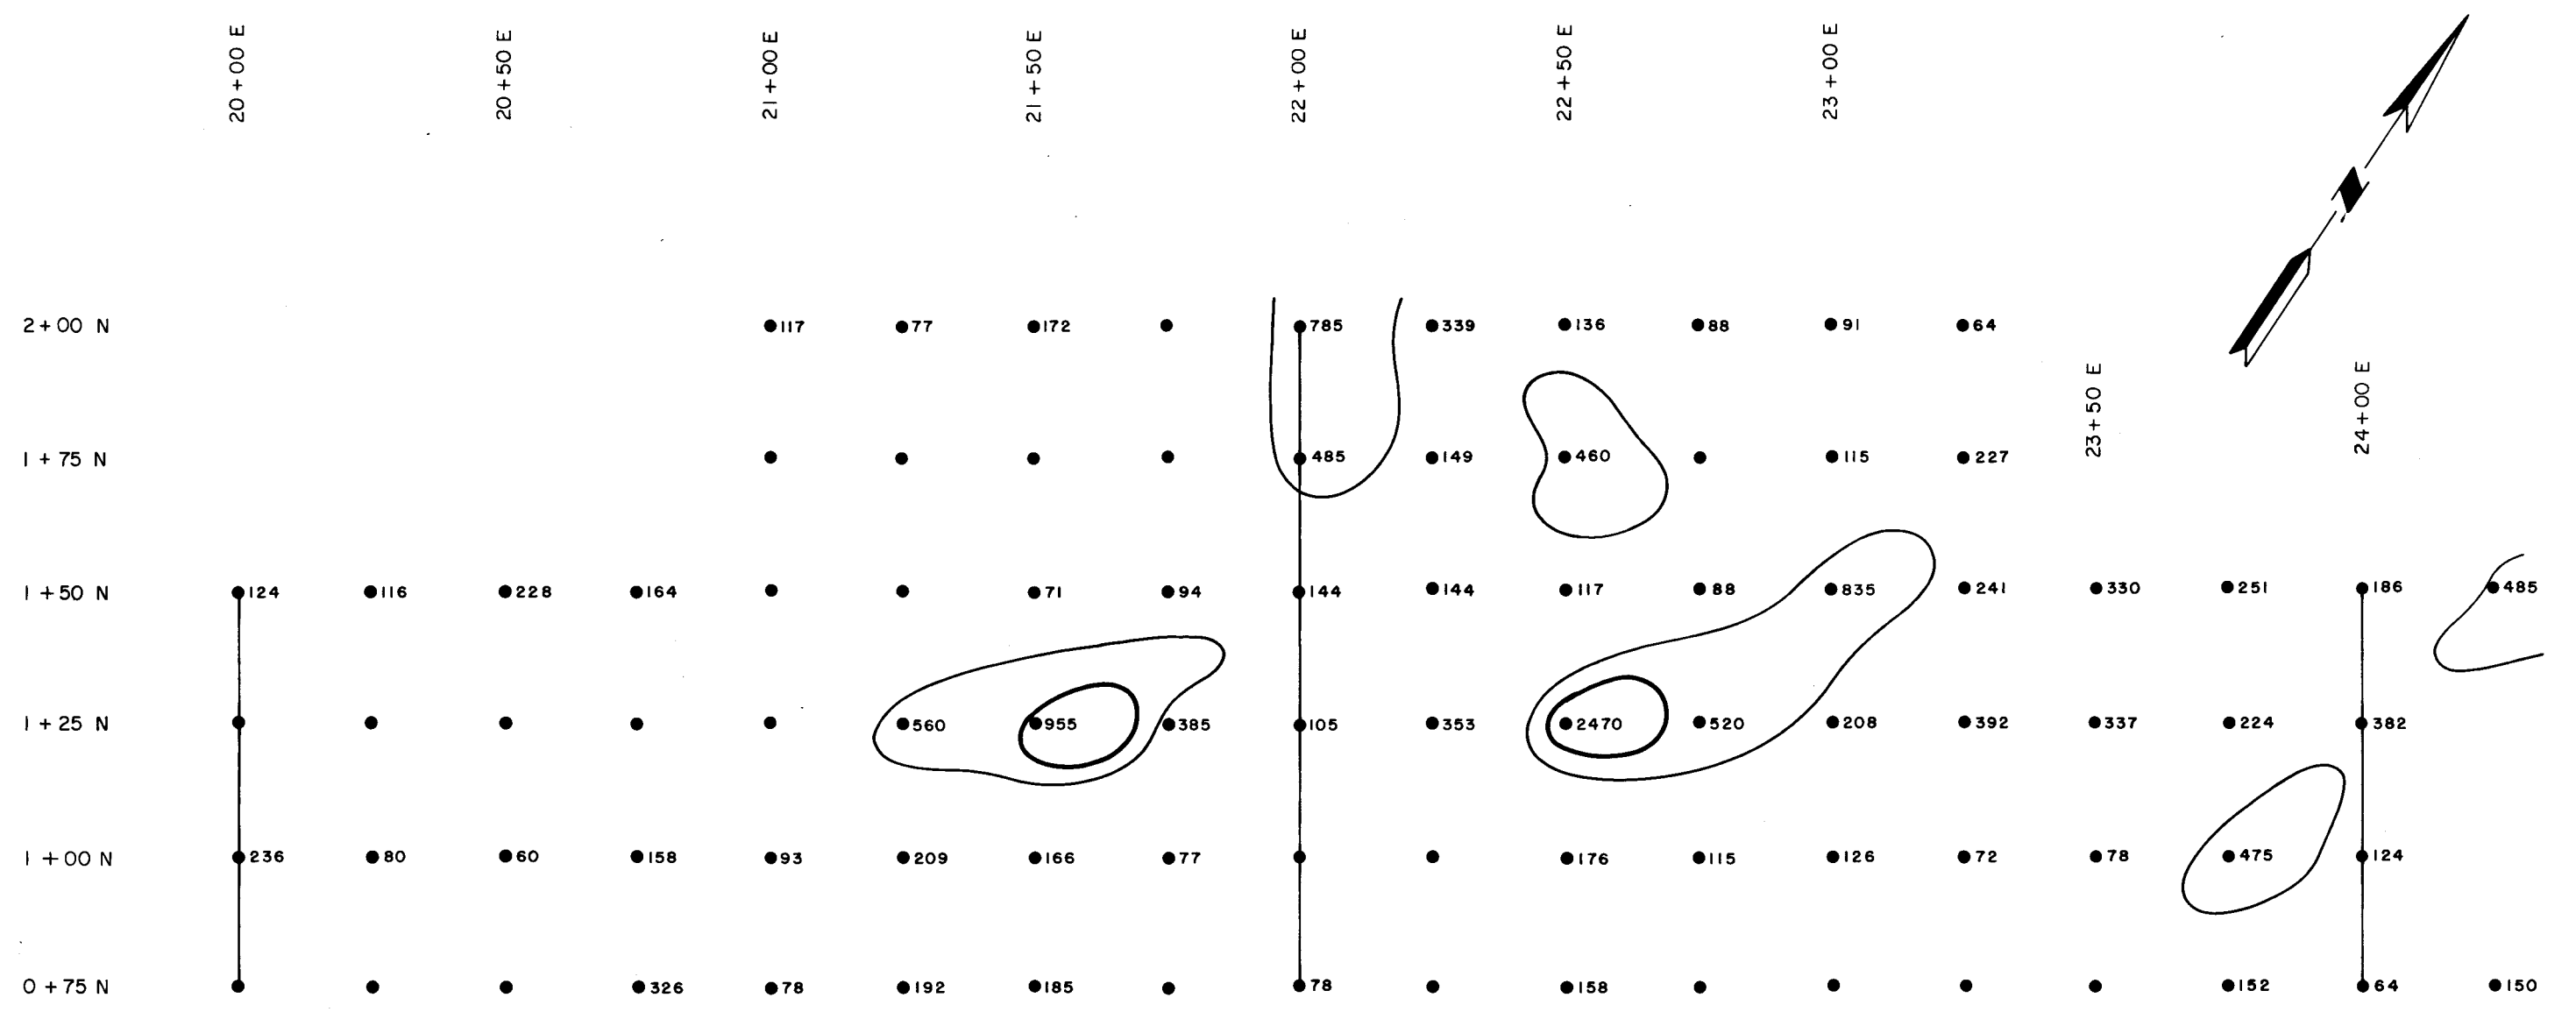 20+00 E 20+50 E 21+00 E 21+50 E 22+00 E 22+50 E 23+00 E
2+00 N 117 77 172 785 339 136 88 91 64
23+50 E 24+00 E
1+75 N 485 149 460 115 227
1+50 N 124 116 228 164 71 94 144 144 117 88 835 241 330 251 186 485
1+25 N 560 955 385 105 353 2470 520 208 392 337 224 382
1+00 N 236 80 60 158 93 209 166 77 176 115 126 72 78 475 124
0+75 N 326 78 192 185 78 158 152 64 150